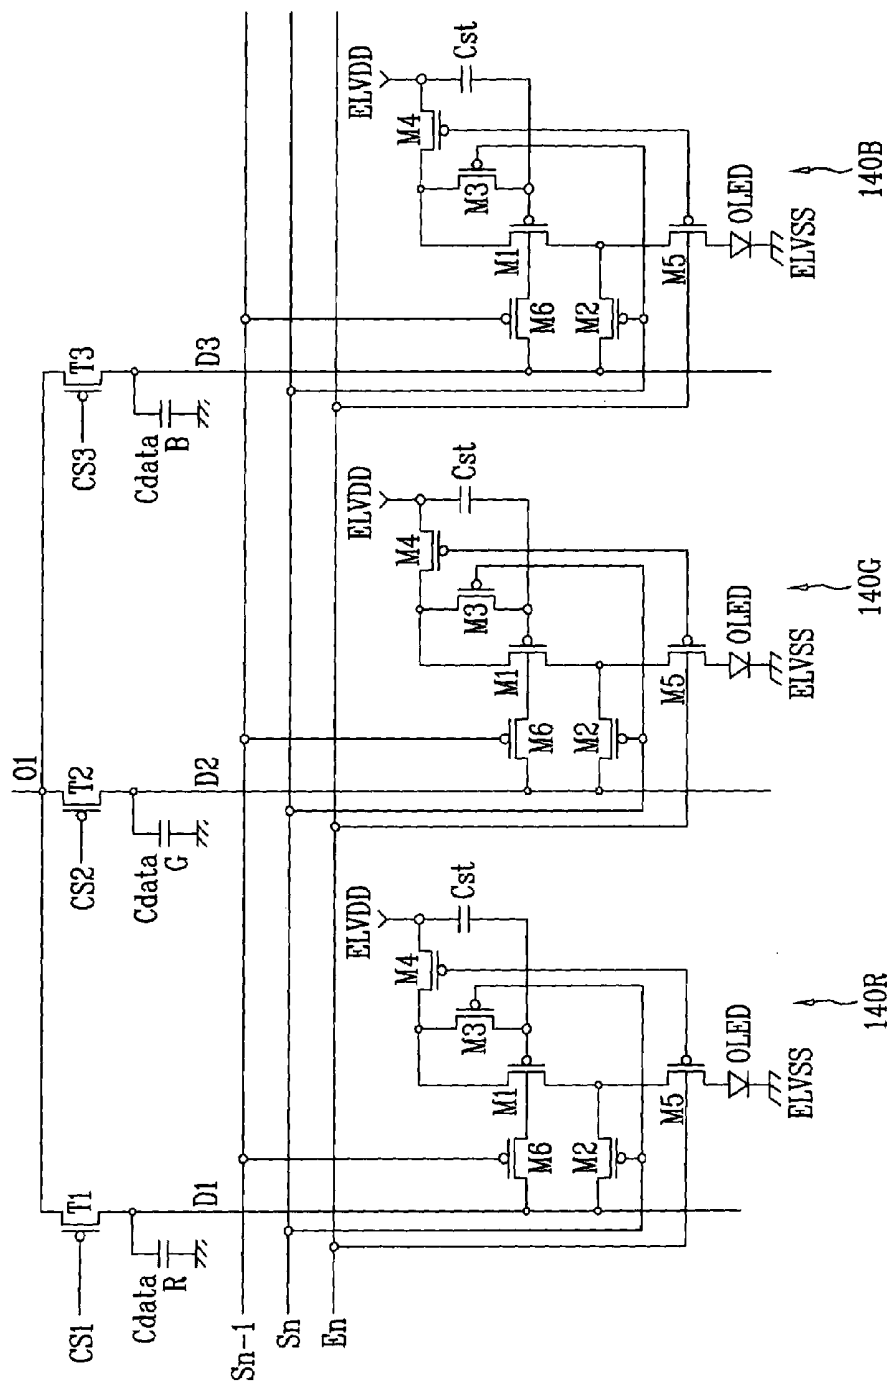 O1
CS1
T1
CS2
T2
CS3
T3
Cdata
R
D1
Cdata
G
D2
Cdata
B
D3
Sn-1
Sn
En
ELVDD
M4
Cst
M3
M1
M6
M2
M5
OLED
ELVSS
140R
ELVDD
M4
Cst
M3
M1
M6
M2
M5
OLED
ELVSS
140G
ELVDD
M4
Cst
M3
M1
M6
M2
M5
OLED
ELVSS
140B